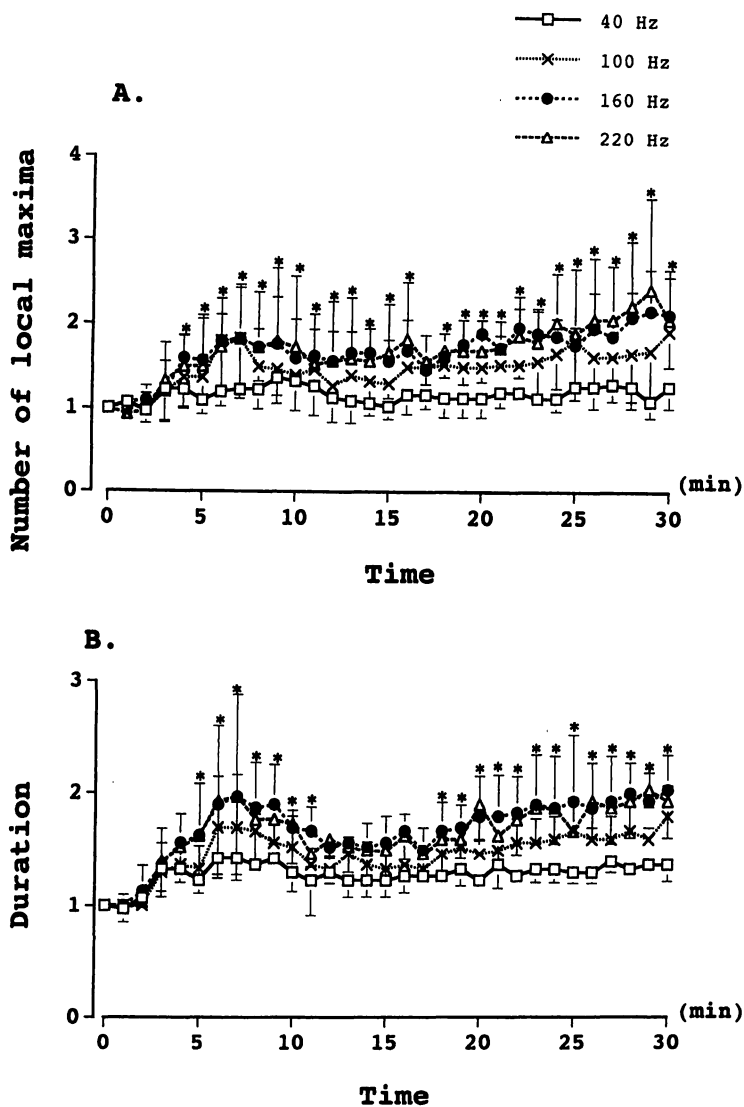 40 Hz
100 Hz
160 Hz
220 Hz
A.
Number of local maxima
4
3
2
1
0
0 5 10 15 20 25 30
(min)
Time
B.
Duration
3
2
1
0
0 5 10 15 20 25 30
(min)
Time